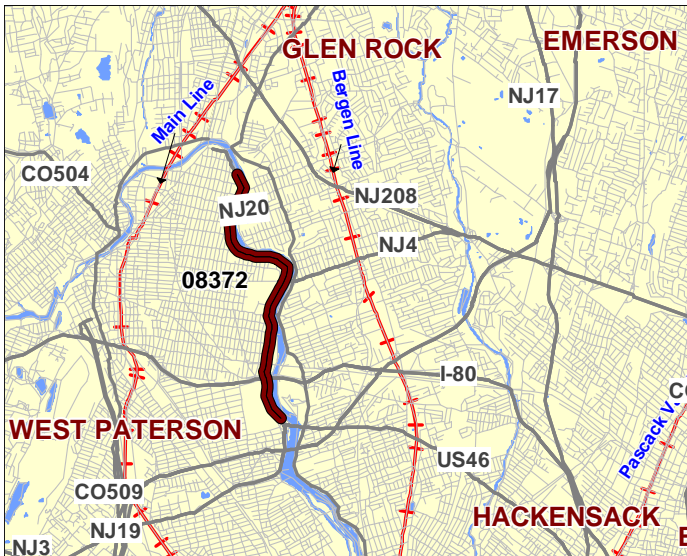 GLEN ROCK
EMERSON
Main Line
Bergen Line
NJ17
CO504
NJ20
NJ208
NJ4
08372
I-80
WEST PATERSON
US46
Pascack V
CO509
HACKENSACK
NJ19
NJ3